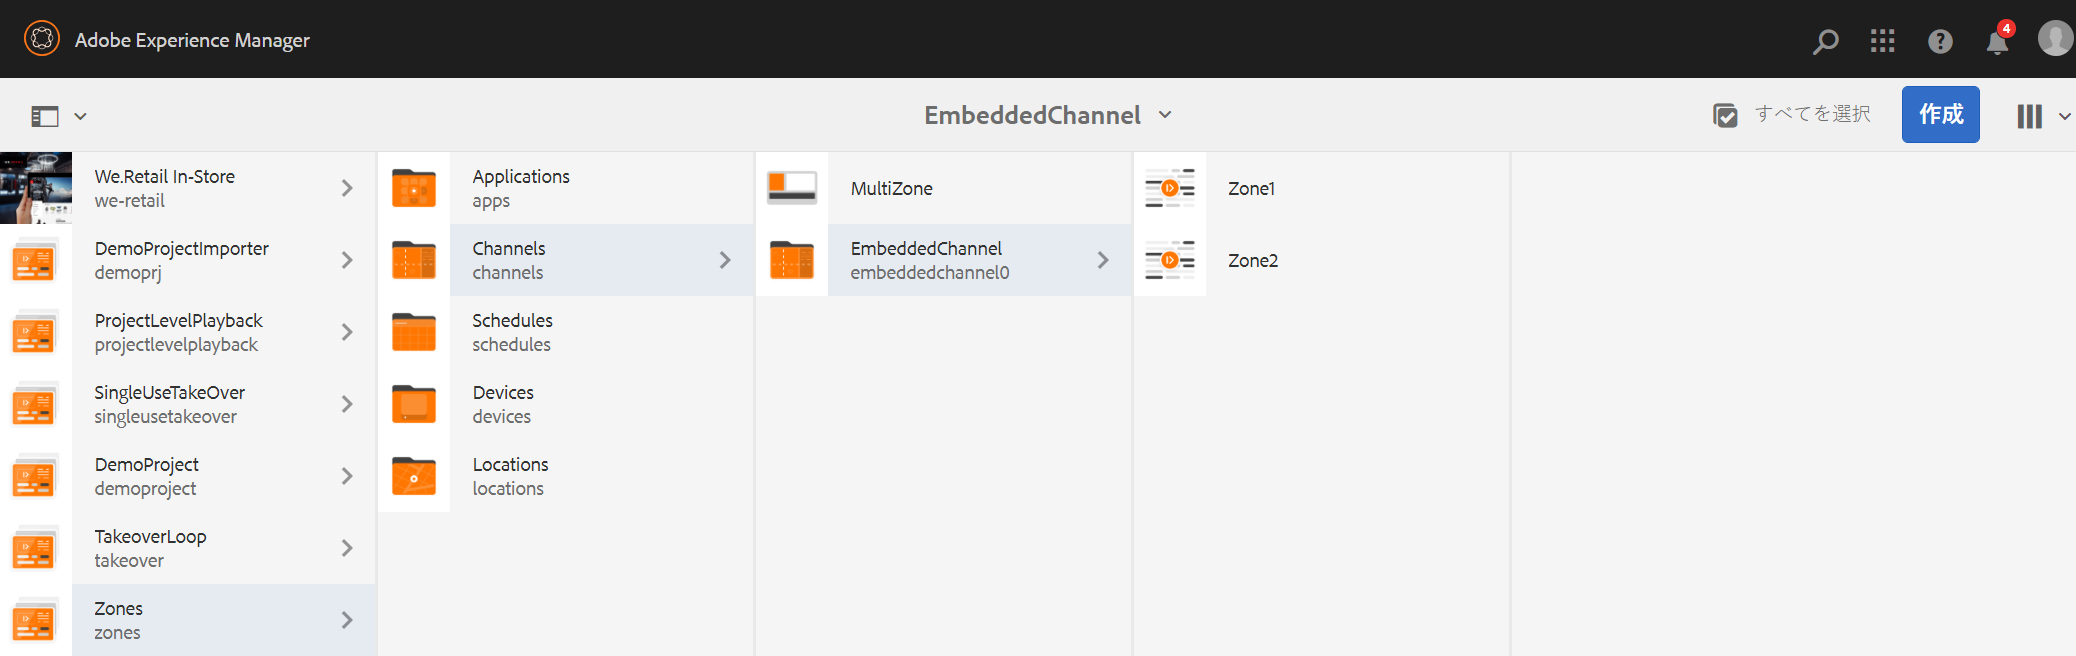 Adobe Experience Manager
4
EmbeddedChannel
すべてを選択
作成
We.Retail In-Store
we-retail
DemoProjectImporter
demoprj
ProjectLevelPlayback
projectlevelplayback
SingleUseTakeOver
singleusetakeover
DemoProject
demoproject
TakeoverLoop
takeover
Zones
zones
Applications
apps
Channels
channels
Schedules
schedules
Devices
devices
Locations
locations
MultiZone
EmbeddedChannel
embeddedchannel0
Zone1
Zone2